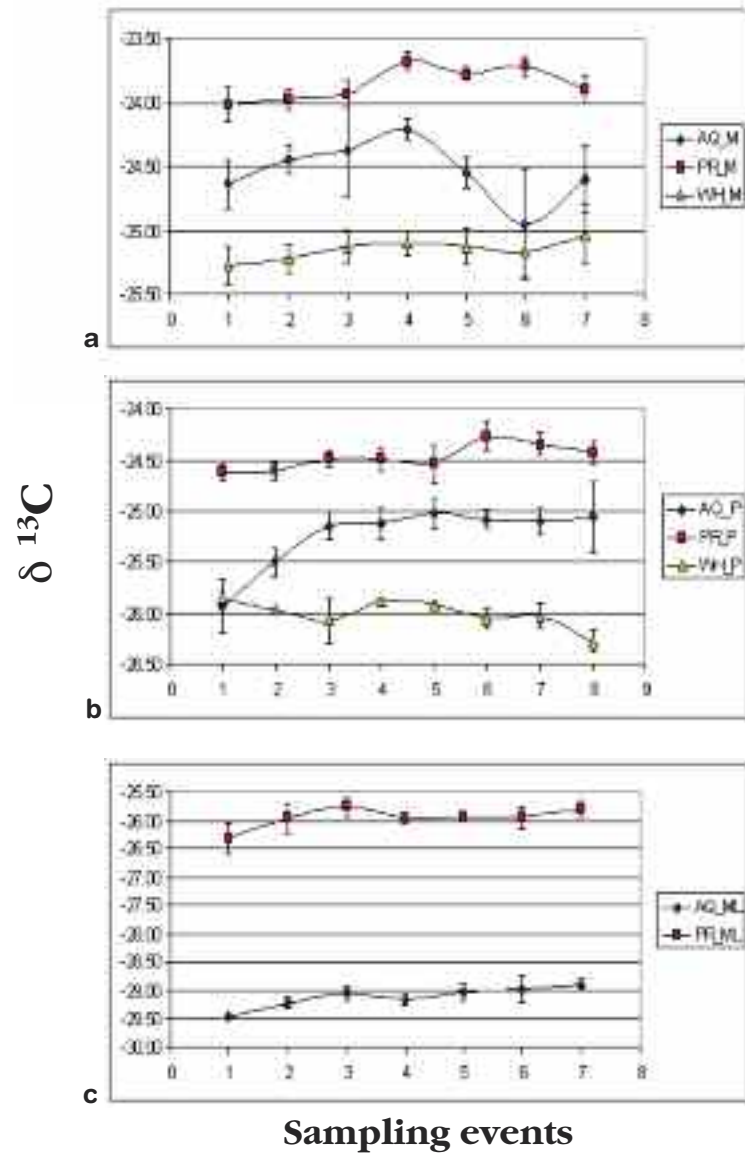 -23.50
-24.00
-24.50
-25.00
-25.50
0 1 2 3 4 5 6 7 8
AQ_M
PR_M
WH_M
a
-24.00
-24.50
-25.00
-25.50
-26.00
-26.50
0 1 2 3 4 5 6 7 8 9
AQ_P
PR_P
WH_P
b
δ 13C
-25.50
-26.00
-26.50
-27.00
-27.50
-28.00
-28.50
-29.00
-29.50
-30.00
0 1 2 3 4 5 6 7 8
AQ_ML
PR_ML
c
Sampling events